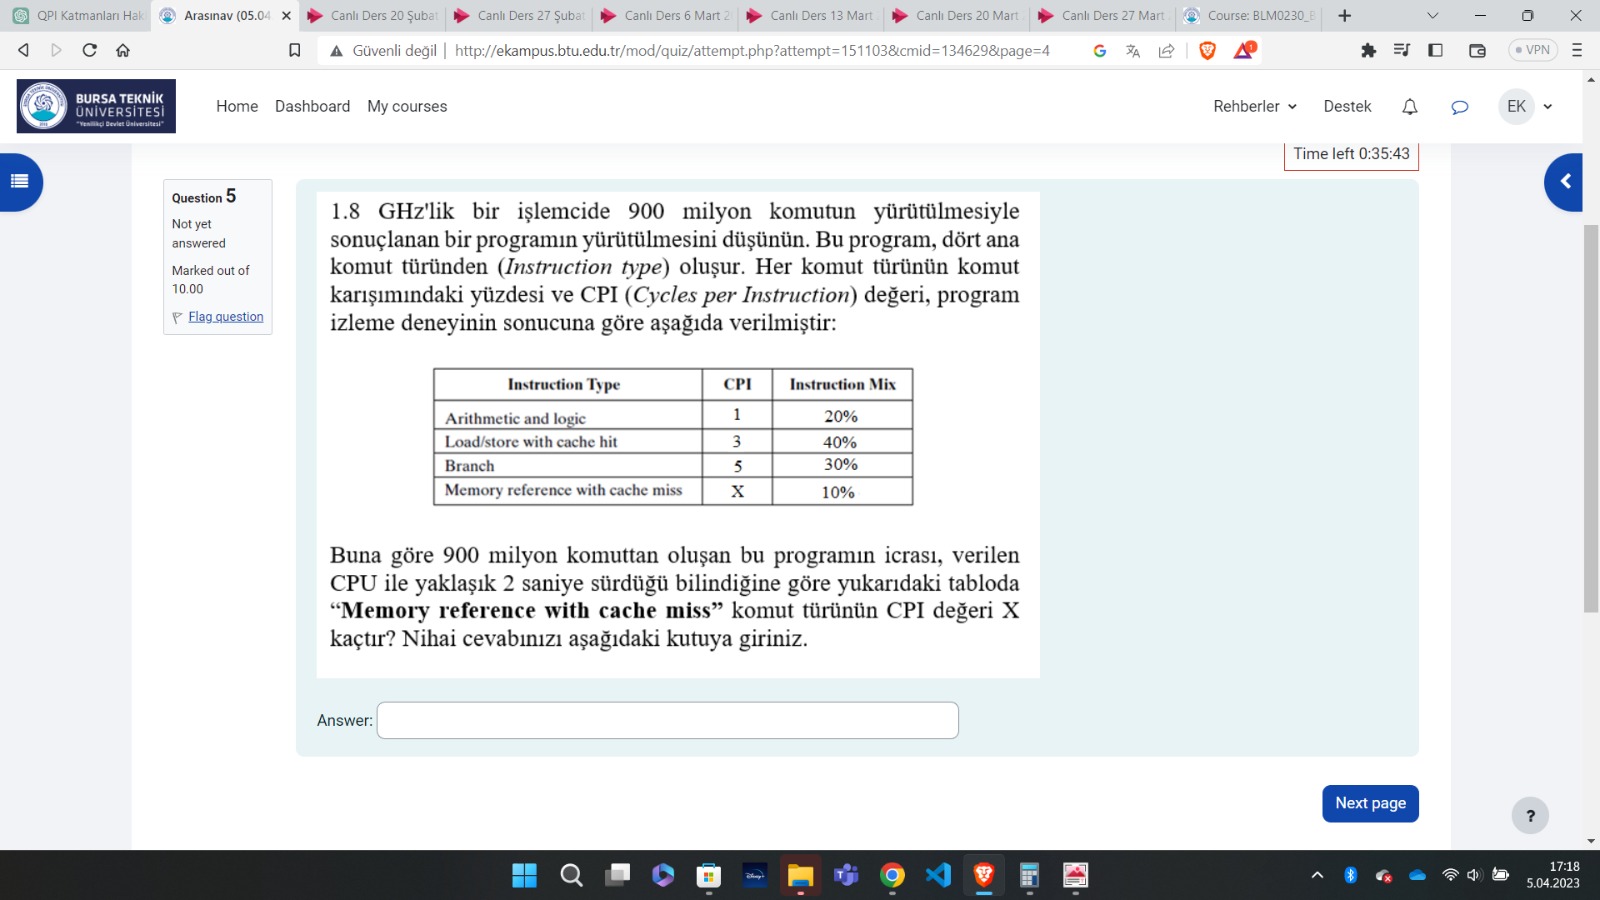 QPI Katmanları Hak
Arasınav (05.04
Canlı Ders 20 Şubat
Canlı Ders 27 Şubat
Canlı Ders 6 Mart 2
Canlı Ders 13 Mart
Canlı Ders 20 Mart
Canlı Ders 27 Mart
Course: BLM0230_B
Güvenli değil | http://ekampus.btu.edu.tr/mod/quiz/attempt.php?attempt=151103&cmid=134629&page=4
1
VPN
BURSA TEKNİK
ÜNİVERSİTESİ
"Yenilikçi Devlet Üniversitesi"
Home Dashboard My courses
Rehberler Destek EK
Time left 0:35:43
Question 5
Not yet
answered
Marked out of
10.00
Flag question
1.8 GHz'lik bir işlemcide 900 milyon komutun yürütülmesiyle
sonuçlanan bir programın yürütülmesini düşünün. Bu program, dört ana
komut türünden (Instruction type) oluşur. Her komut türünün komut
karışımındaki yüzdesi ve CPI (Cycles per Instruction) değeri, program
izleme deneyinin sonucuna göre aşağıda verilmiştir:
Instruction Type CPI Instruction Mix
Arithmetic and logic 1 20%
Load/store with cache hit 3 40%
Branch 5 30%
Memory reference with cache miss X 10%
Buna göre 900 milyon komuttan oluşan bu programın icrası, verilen
CPU ile yaklaşık 2 saniye sürdüğü bilindiğine göre yukarıdaki tabloda
“Memory reference with cache miss” komut türünün CPI değeri X
kaçtır? Nihai cevabınızı aşağıdaki kutuya giriniz.
Answer:
Next page
?
17:18
5.04.2023